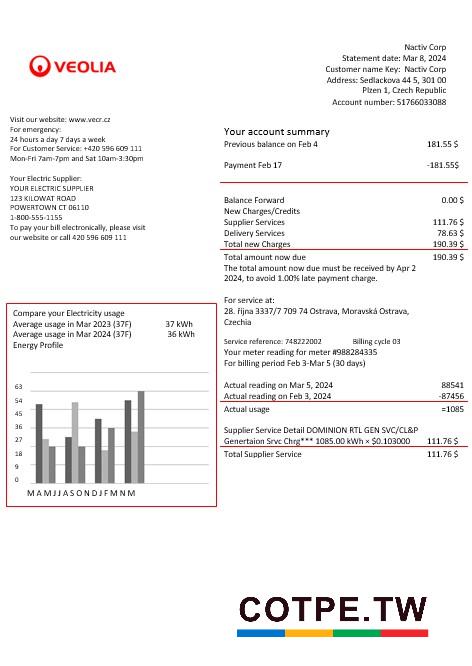 Nactiv Corp
Statement date: Mar 8, 2024
Customer name Key:  Nactiv Corp
Address: Sedlackova 44 5, 301 00
Plzen 1, Czech Republic
Account number: 51766033088
VEOLIA
Visit our website: www.vecr.cz
For emergency:
24 hours a day 7 days a week
For Customer Service: +420 596 609 111
Mon-Fri 7am-7pm and Sat 10am-3:30pm
Your Electric Supplier:
YOUR ELECTRIC SUPPLIER
123 KILOWAT ROAD
POWERTOWN CT 06110
1-800-555-1155
To pay your bill electronically, please visit
our website or call 420 596 609 111
Your account summary
Previous balance on Feb 4 181.55 $
Payment Feb 17 -181.55$
Balance Forward 0.00 $
New Charges/Credits
Supplier Services 111.76 $
Delivery Services 78.63 $
Total new Charges 190.39 $
Total amount now due 190.39 $
The total amount now due must be received by Apr 2
2024, to avoid 1.00% late payment charge.
For service at:
28. října 3337/7 709 74 Ostrava, Moravská Ostrava,
Czechia
Service reference: 748222002 Billing cycle 03
Your meter reading for meter #988284335
For billing period Feb 3-Mar 5 (30 days)
Actual reading on Mar 5, 2024 88541
Actual reading on Feb 3, 2024 -87456
Actual usage =1085
Supplier Service Detail DOMINION RTL GEN SVC/CL&P
Genertaion Srvc Chrg*** 1085.00 kWh × $0.103000 111.76 $
Total Supplier Service 111.76 $
Compare your Electricity usage
Average usage in Mar 2023 (37F) 37 kWh
Average usage in Mar 2024 (37F) 36 kWh
Energy Profile
63
54
45
36
27
18
9
0
M A M J J A S O N D J F M N M
COTPE.TW